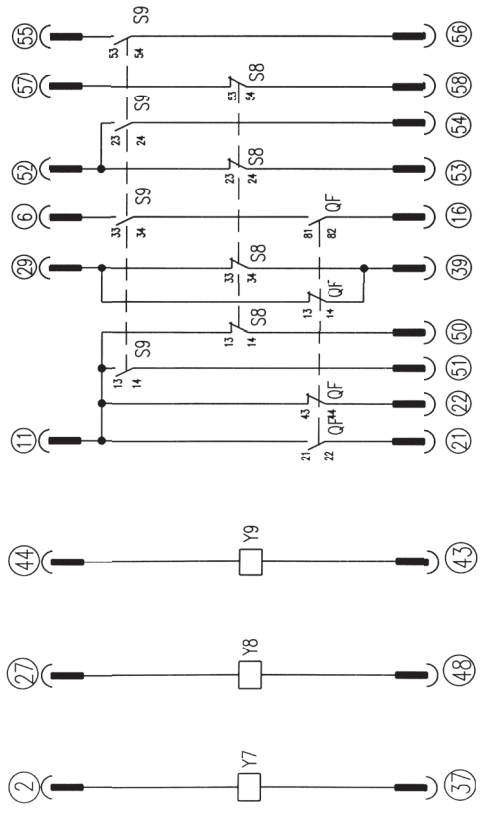 55 53 54 S9 56
57 53 54 S8 58
23 24 S9 54
52 23 24 S8 53
6 33 34 S9 81 82 QF 16
29 33 34 S8 39
13 14 QF
13 14 S8 50
13 14 S9 51
43 44 QF 22
11 21 22 QF 21
44 Y9 43
27 Y8 48
2 Y7 37